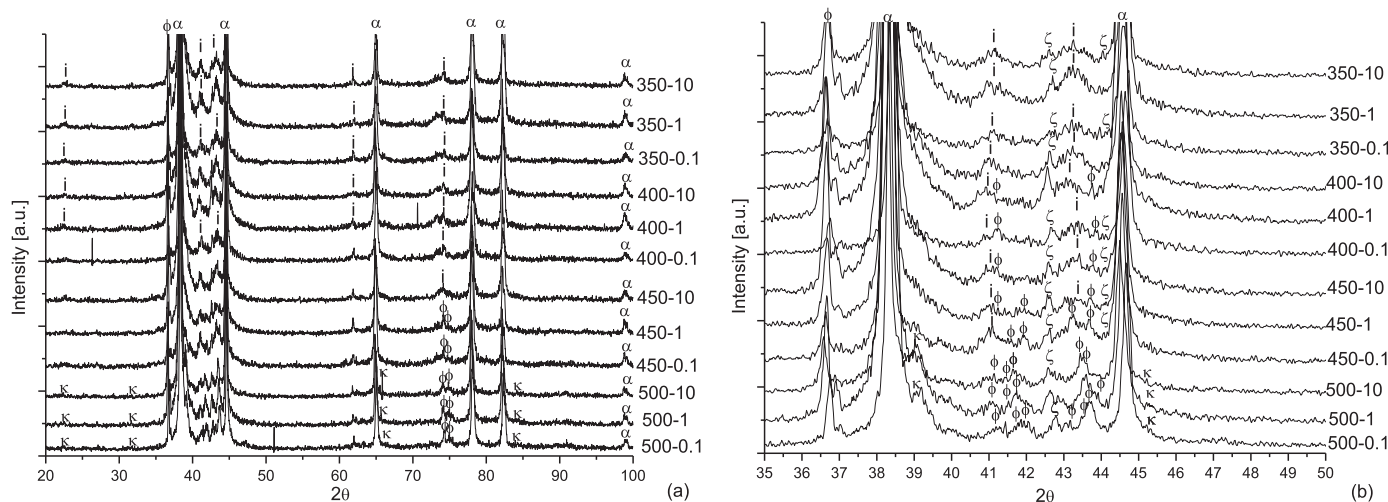 ϕ α i i α α α α
i i i α 350-10
i i i α 350-1
i i α 350-0.1
i i α 400-10
i i i α 400-1
i α 400-0.1
i α 450-10
ϕ ϕ α 450-1
ϕ ϕ α 450-0.1
κ κ ϕ ϕ κ κ α 500-10
κ κ ϕ ϕ κ κ α 500-1
κ κ κ α 500-0.1
Intensity [a.u.]
20 30 40 50 60 70 80 90 100
2θ
(a)
ϕ α i ζ i ζ α
ζ 350-10
350-1
i ζ i ζ 350-0.1
i i 400-10
ϕ ϕ 400-1
i ϕ ζ i ϕ ζ 400-0.1
ϕ ζ ϕ ζ 450-10
i ϕ ϕ ζ i ϕ ζ 450-1
ϕ ϕ ζ ϕ ζ 450-0.1
κ ϕ ϕ ϕ ζ ϕ ϕ κ 500-10
κ ϕ ϕ ϕ ϕ ϕ κ 500-1
κ ϕ ϕ ϕ ζ ϕ ϕ ϕ κ 500-0.1
Intensity [a.u.]
35 36 37 38 39 40 41 42 43 44 45 46 47 48 49 50
2θ
(b)